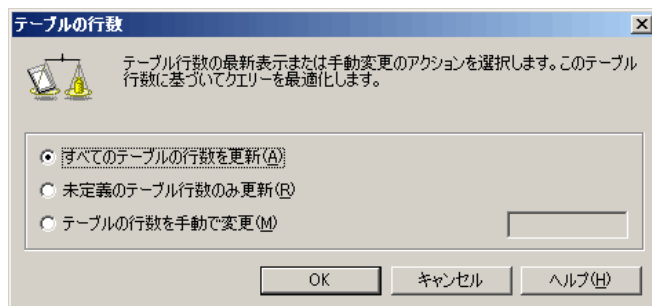 テーブルの行数
テーブル行数の最新表示または手動変更のアクションを選択します。このテーブル
行数に基づいてクエリーを最適化します。
すべてのテーブルの行数を更新(A)
未定義のテーブル行数のみ更新(R)
テーブルの行数を手動で変更(M)
OK キャンセル ヘルプ(H)